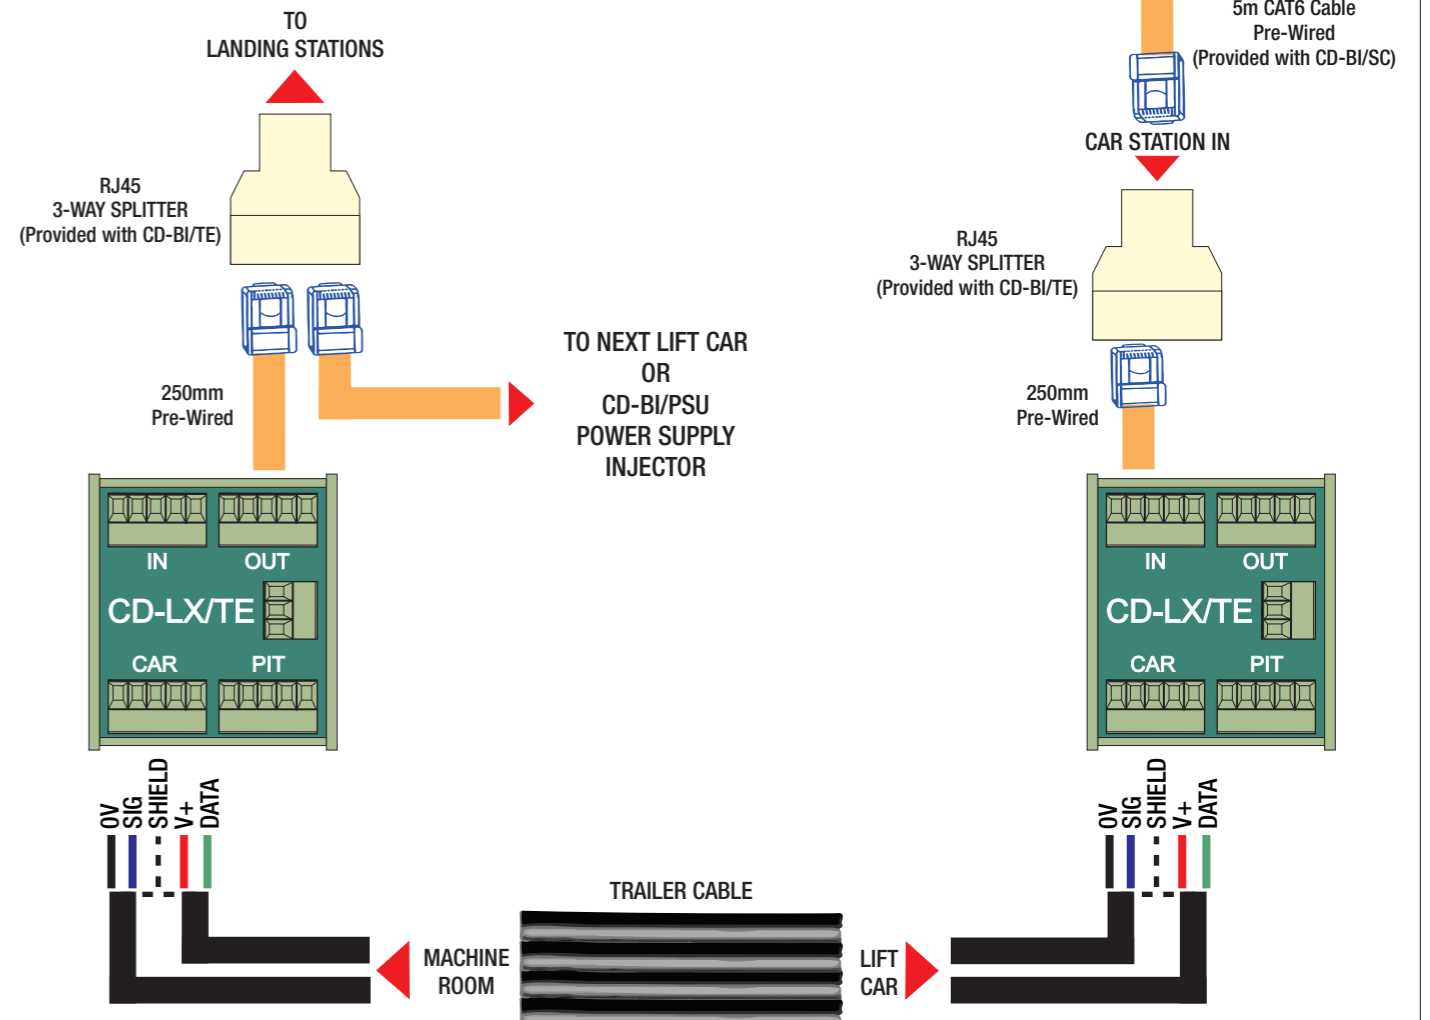 TO
LANDING STATIONS
RJ45
3-WAY SPLITTER
(Provided with CD-BI/TE)
250mm
Pre-Wired
TO NEXT LIFT CAR
OR
CD-BI/PSU
POWER SUPPLY
INJECTOR
IN OUT
CD-LX/TE
CAR PIT
0V
SIG
SHIELD
V+
DATA
MACHINE
ROOM
TRAILER CABLE
5m CAT6 Cable
Pre-Wired
(Provided with CD-BI/SC)
CAR STATION IN
RJ45
3-WAY SPLITTER
(Provided with CD-BI/TE)
250mm
Pre-Wired
IN OUT
CD-LX/TE
CAR PIT
0V
SIG
SHIELD
V+
DATA
LIFT
CAR